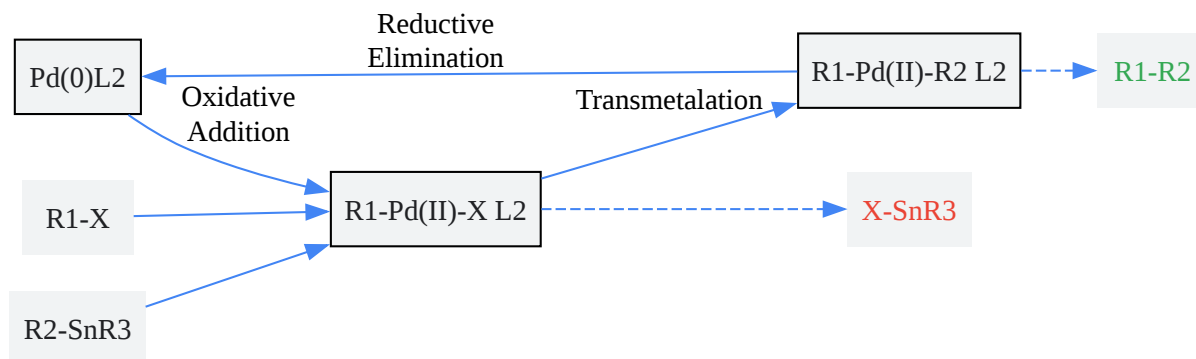 Reductive
Elimination
Pd(0)L2
R1-Pd(II)-R2 L2
R1-R2
Oxidative
Addition
Transmetalation
R1-X
R1-Pd(II)-X L2
X-SnR3
R2-SnR3